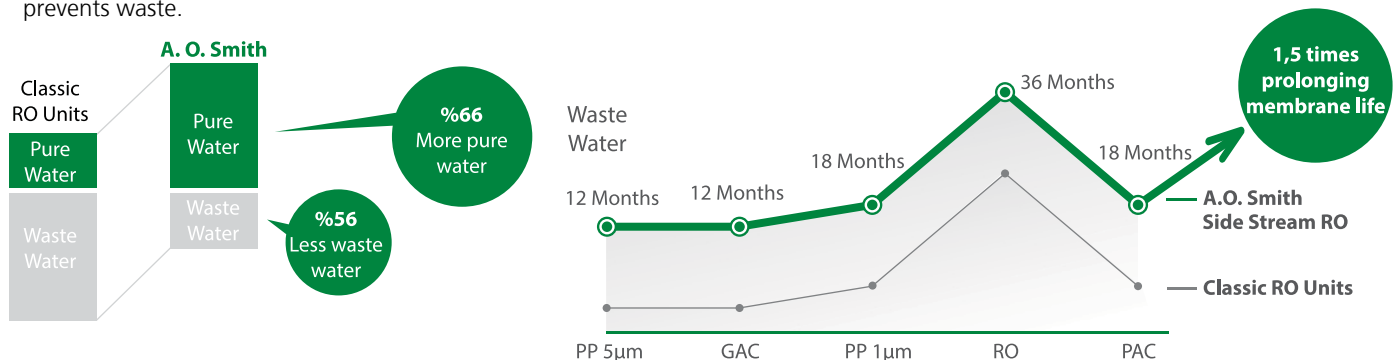 prevents waste.
A. O. Smith
Classic
RO Units
Pure
Water
Pure
Water
Waste
Water
Waste
Water
%66
More pure
water
%56
Less waste
water
Waste
Water
12 Months
12 Months
18 Months
36 Months
18 Months
1,5 times
prolonging
membrane life
A.O. Smith
Side Stream RO
Classic RO Units
PP 5µm
GAC
PP 1µm
RO
PAC